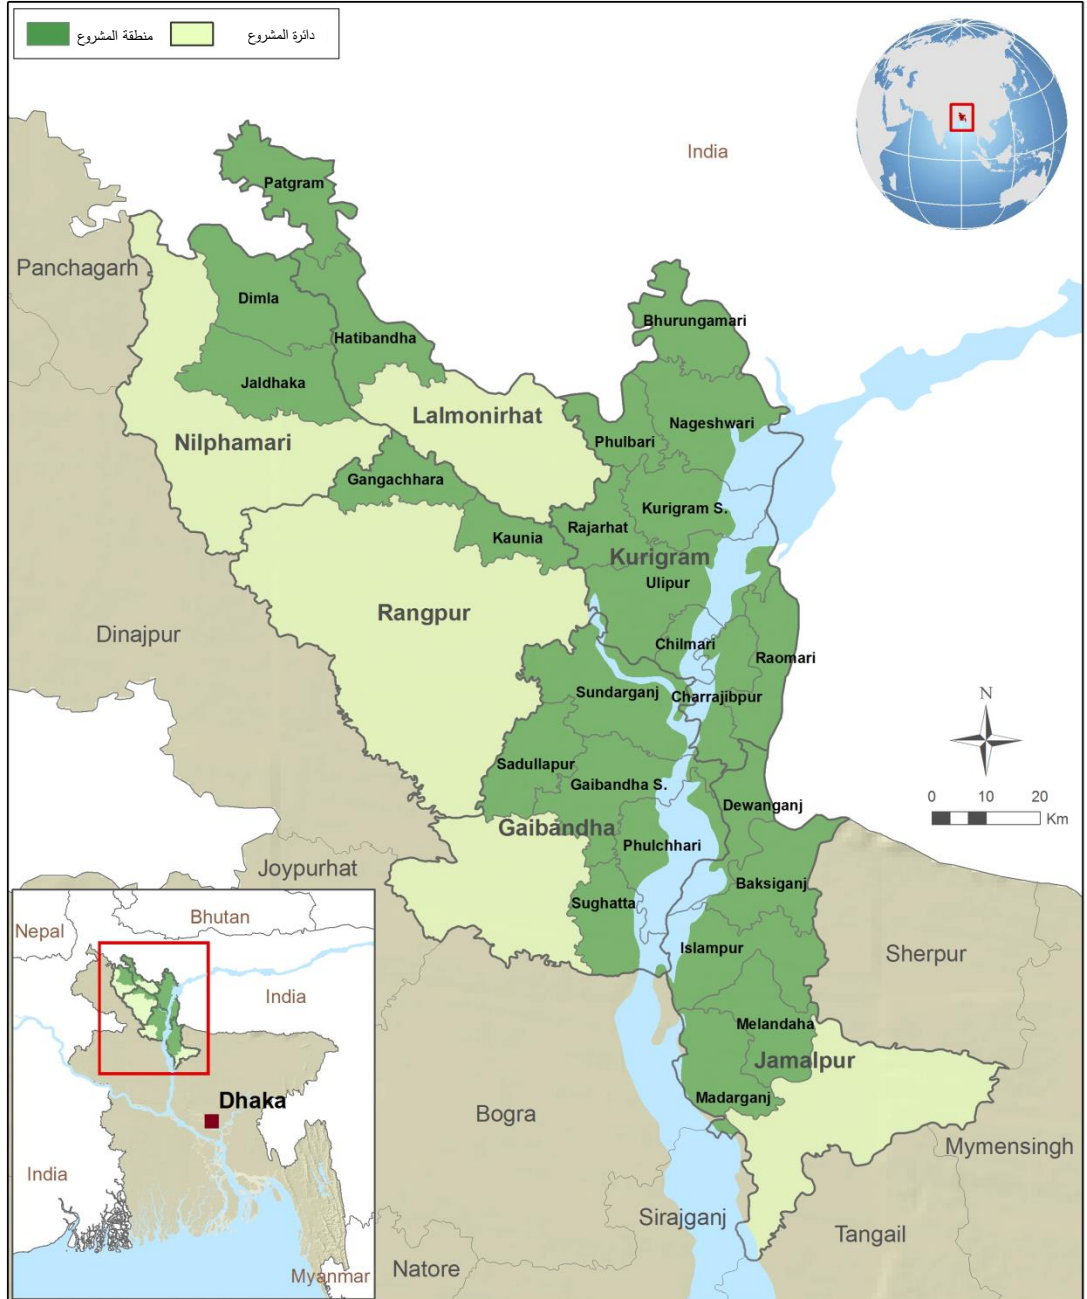 منطقة المشروع
دائرة المشروع
India
Patgram
Panchagarh
Dimla
Bhurungamari
Hatibandha
Jaldhaka
Lalmonirhat
Nageshwari
Nilphamari
Phulbari
Gangachhara
Kurigram S.
Rajarhat
Kaunia
Kurigram
Ulipur
Rangpur
Dinajpur
Chilmari
Raomari
Sundarganj
Charrajibpur
N
Sadullapur
Gaibandha S.
0 10 20
Km
Dewanganj
Gaibandha
Phulchhari
Joypurhat
Baksiganj
Sughatta
Bhutan
Nepal
Islampur
Sherpur
India
Melandaha
Jamalpur
Dhaka
Madarganj
Bogra
Mymensingh
India
Sirajganj
Tangail
Natore
Myanmar